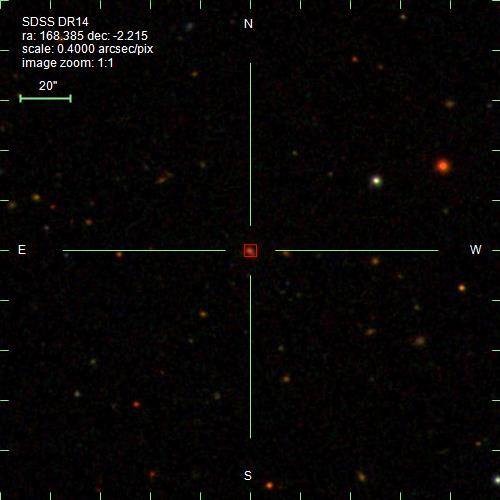 SDSS DR14
ra: 168.385 dec: -2.215
scale: 0.4000 arcsec/pix
image zoom: 1:1
20"
N
E
W
S